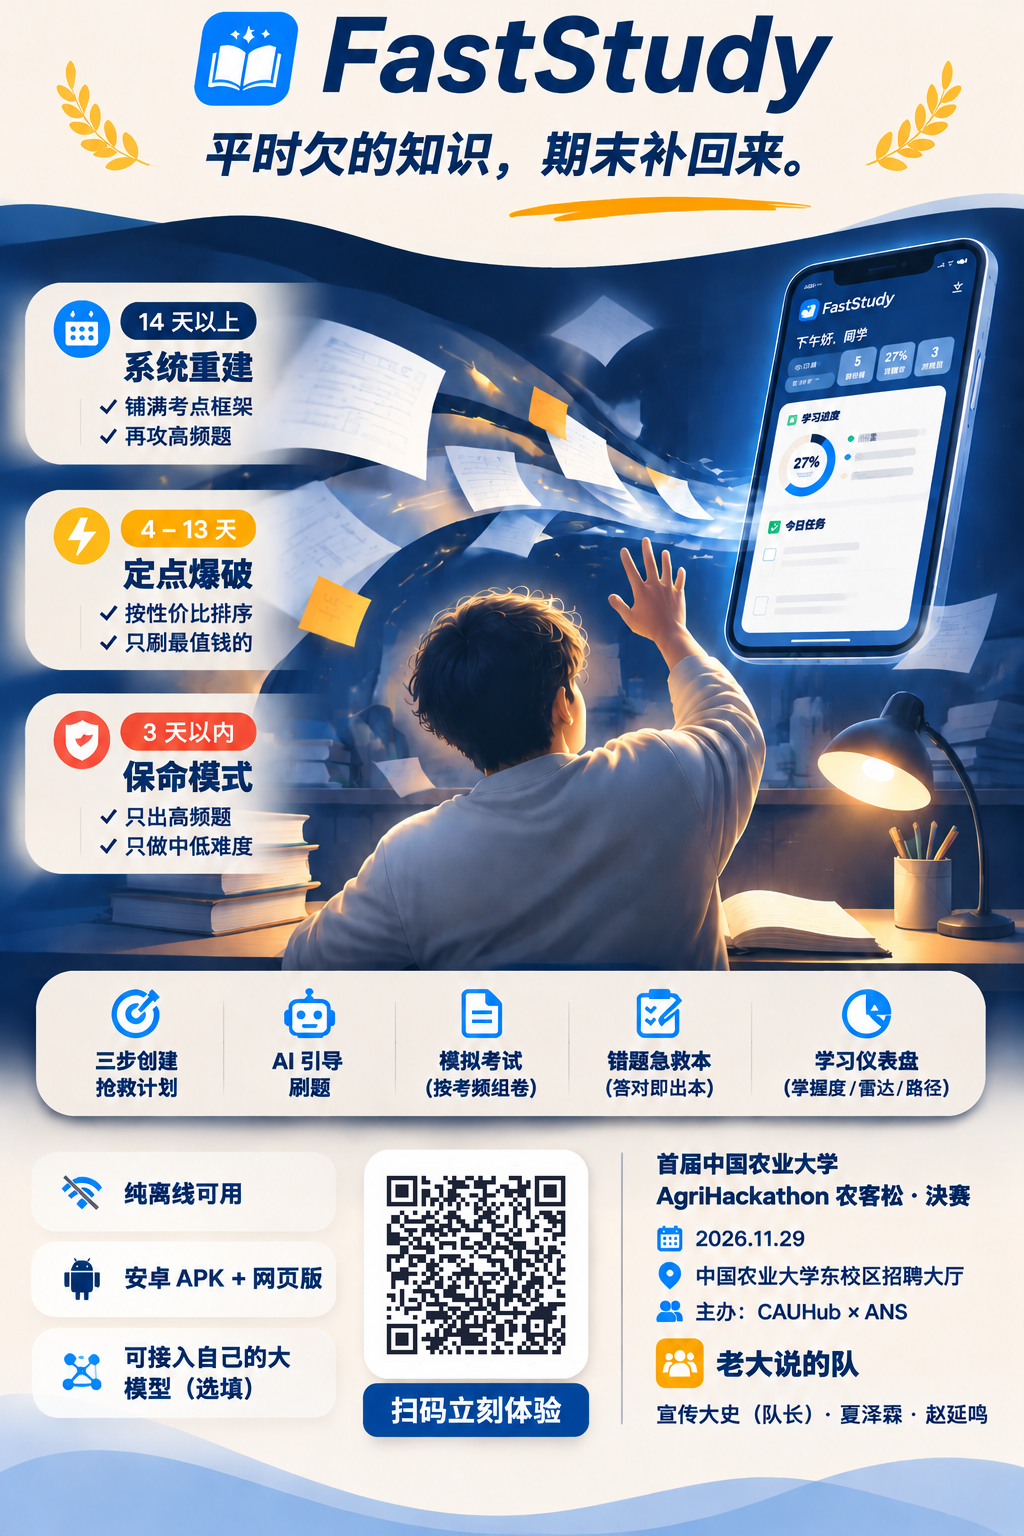 FastStudy
平时欠的知识，期末补回来。
14 天以上
系统重建
铺满考点框架
再攻高频题
4 – 13 天
定点爆破
按性价比排序
只刷最值钱的
3 天以内
保命模式
只出高频题
只做中低难度
FastStudy
下午好，同学
5
27%
3
学习进度
27%
今日任务
三步创建
抢救计划
AI 引导
刷题
模拟考试
（按考频组卷）
错题急救本
（答对即出本）
学习仪表盘
（掌握度 / 雷达 / 路径）
纯离线可用
安卓 APK + 网页版
可接入自己的大
模型（选填）
扫码立刻体验
首届中国农业大学
AgriHackathon 农客松 · 决赛
2026.11.29
中国农业大学东校区招聘大厅
主办：CAUHub × ANS
老大说的队
宣传大史（队长）· 夏泽霖 · 赵延鸣